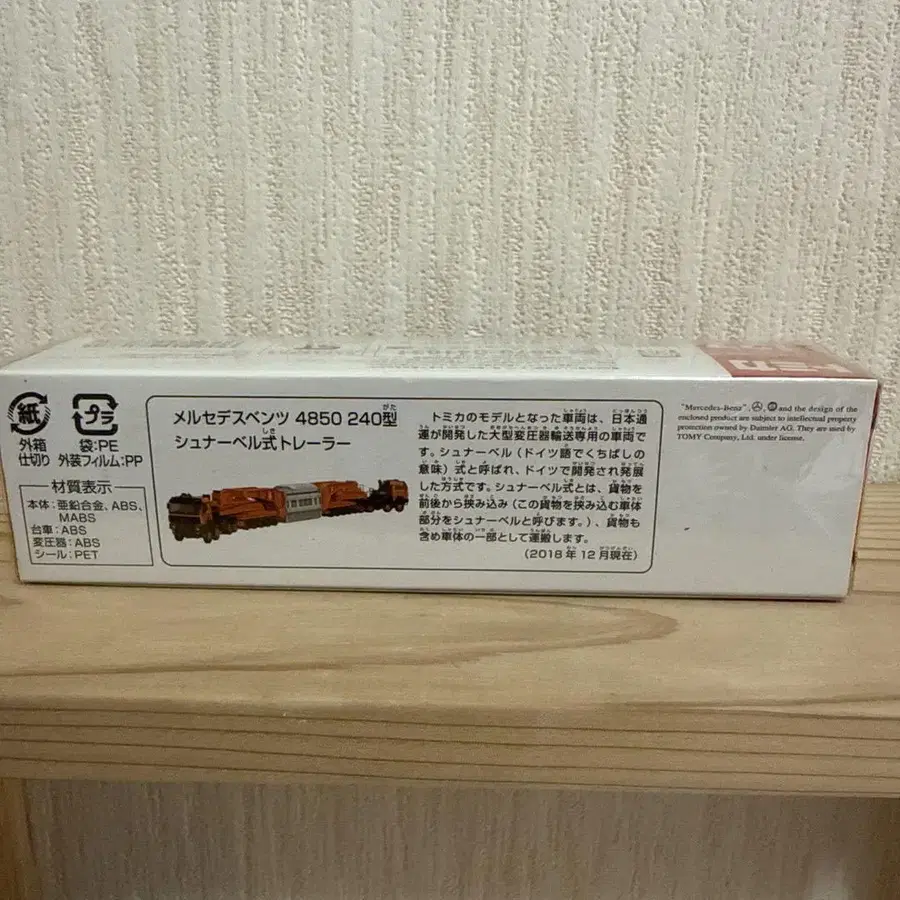 紙
外箱
仕切り
プラ
袋:PE
外装フィルム:PP
材質表示
本体:亜鉛合金、ABS、
MABS
台車:ABS
変圧器:ABS
シール:PET
メルセデスベンツ 4850 240型
シュナーベル式トレーラー
トミカのモデルとなった車両は、日本通
運が開発した大型変圧器輸送専用の車両で
す。シュナーベル(ドイツ語でくちばしの
意味)式と呼ばれ、ドイツで開発され発展
した方式です。シュナーベル式とは、貨物を
前後から挟み込み(この貨物を挟み込む車体
部分をシュナーベルと呼びます。)、貨物も
含め車体の一部として運搬します。
(2018年12月現在)
"Mercedes-Benz", and the design of the
enclosed product are subject to intellectual property
protection owned by Daimler AG. They are used by
TOMY Company, Ltd. under license.